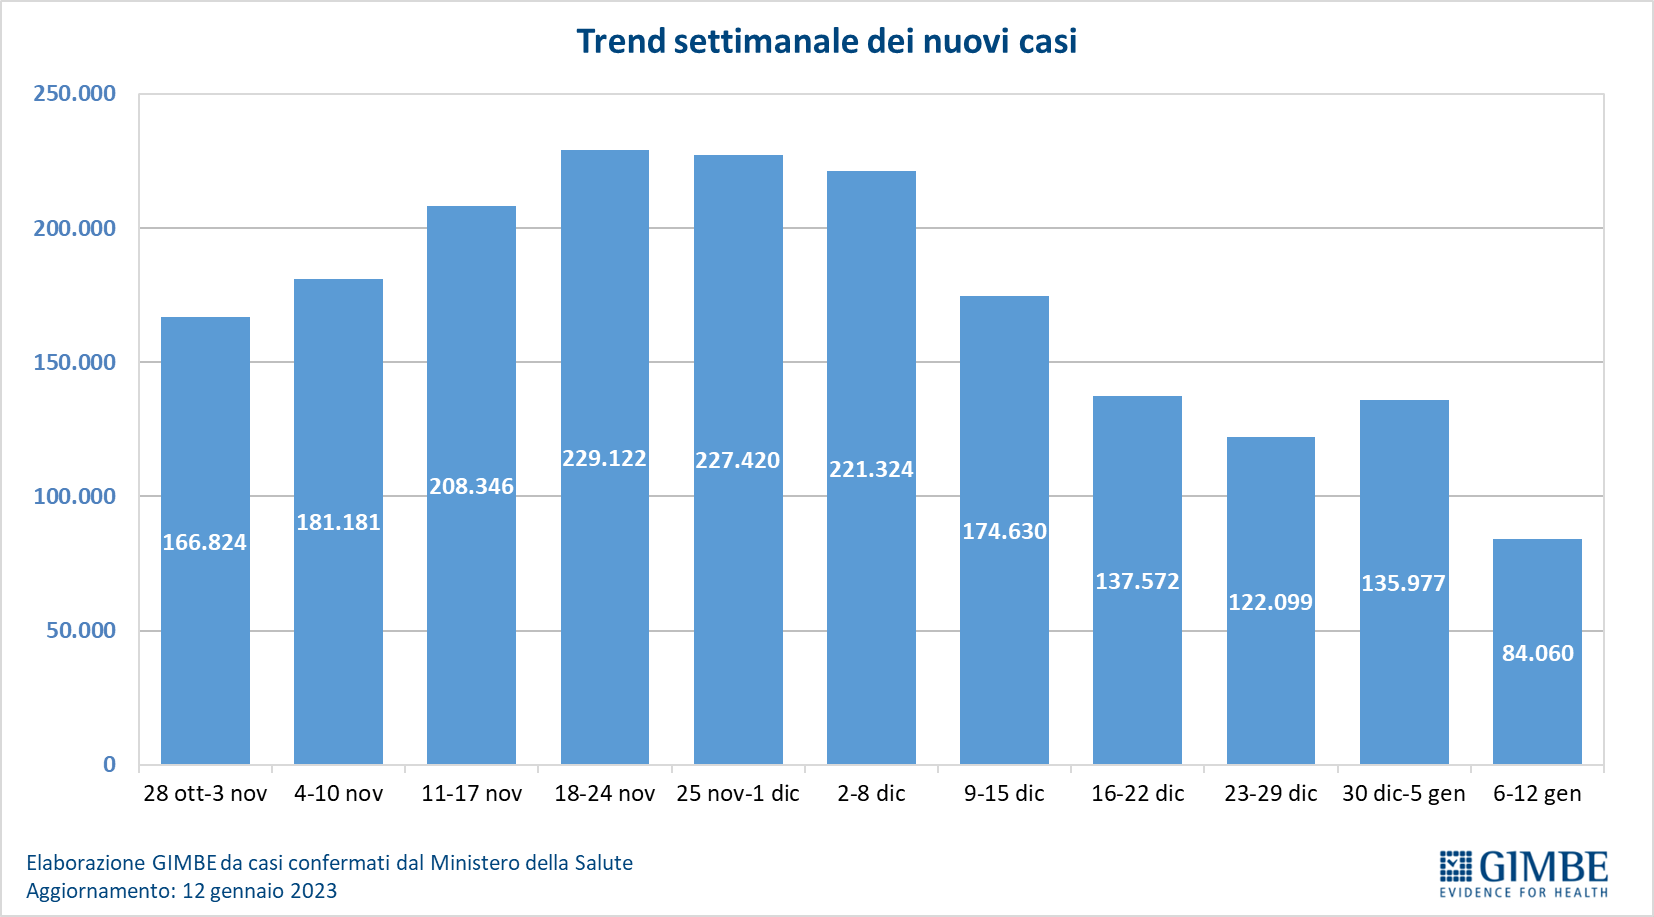 Trend settimanale dei nuovi casi
250.000
200.000
150.000
100.000
50.000
0
166.824
181.181
208.346
229.122
227.420
221.324
174.630
137.572
122.099
135.977
84.060
28 ott-3 nov
4-10 nov
11-17 nov
18-24 nov
25 nov-1 dic
2-8 dic
9-15 dic
16-22 dic
23-29 dic
30 dic-5 gen
6-12 gen
Elaborazione GIMBE da casi confermati dal Ministero della Salute
Aggiornamento: 12 gennaio 2023
GIMBE
EVIDENCE FOR HEALTH